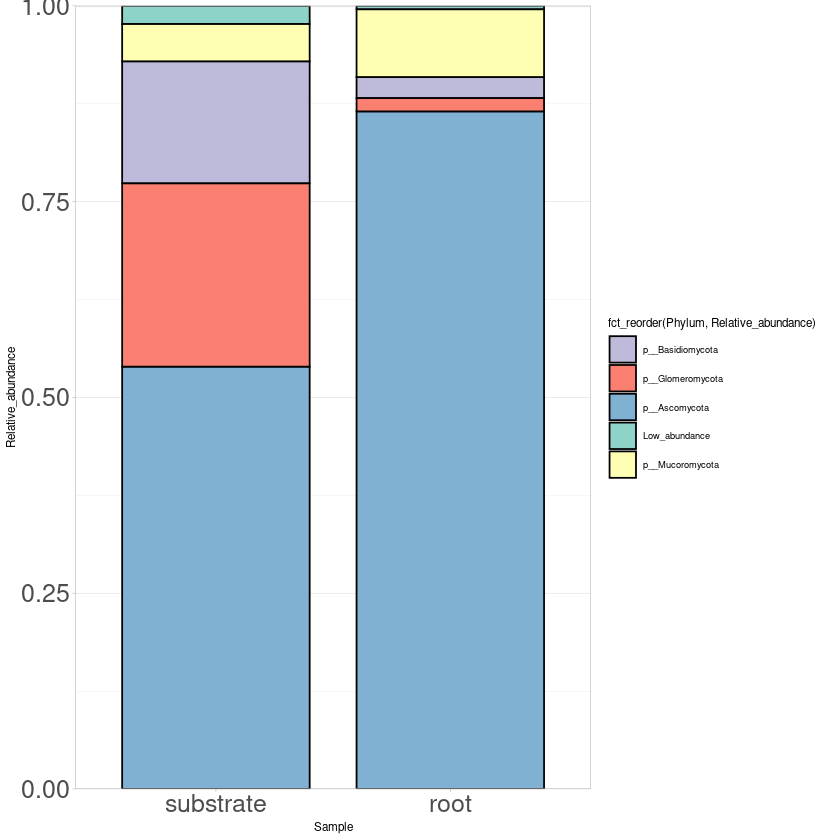 1.00
0.75
0.50
0.25
0.00
Relative_abundance
substrate
root
Sample
fct_reorder(Phylum, Relative_abundance)
p__Basidiomycota
p__Glomeromycota
p__Ascomycota
Low_abundance
p__Mucoromycota